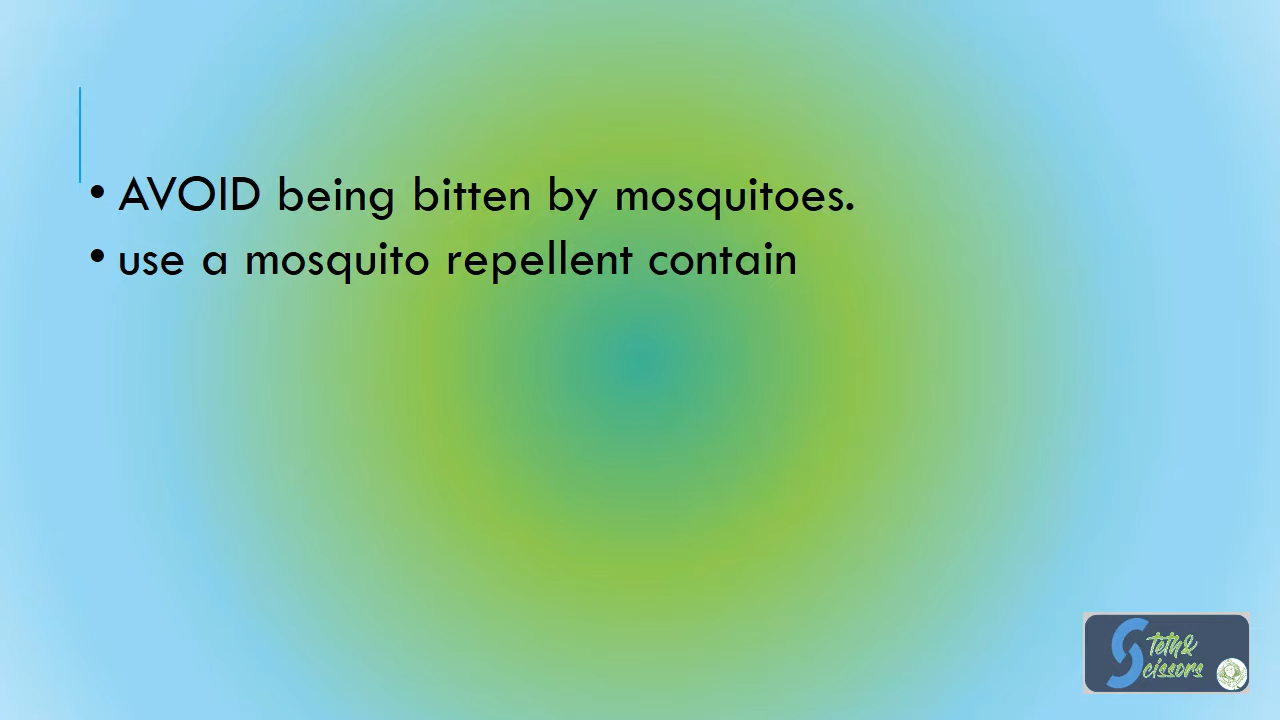 • AVOID being bitten by mosquitoes.
• use a mosquito repellent contain
Steth&
Scissors